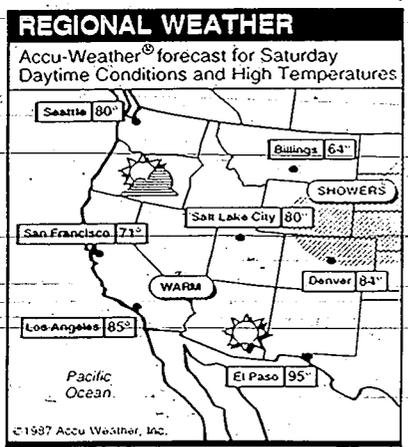 REGIONAL WEATHER
Accu-Weather® forecast for Saturday
Daytime Conditions and High Temperatures
Seattle 80°
Billings 64°
SHOWERS
Salt Lake City 80°
San Francisco 71°
Denver 84°
WARM
Los Angeles 85°
El Paso 95°
Pacific
Ocean
©1987 Accu Weather, Inc.